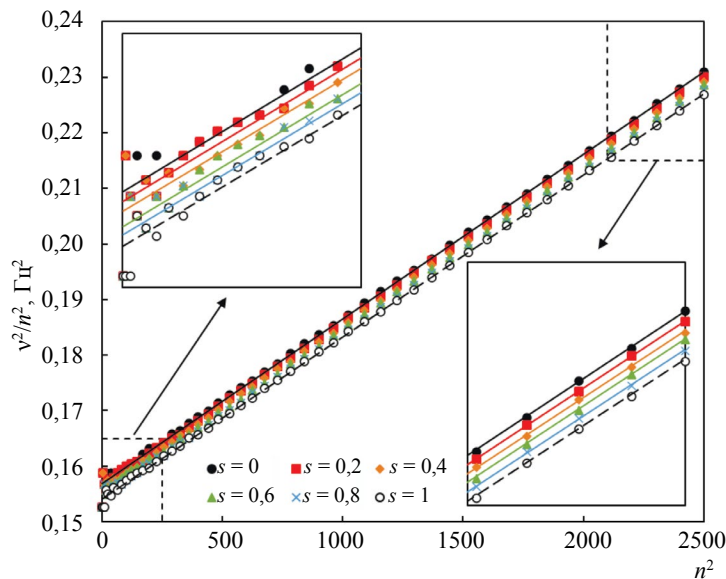 ν²/n², Гц²
0,24
0,23
0,22
0,21
0,20
0,19
0,18
0,17
0,16
0,15
s = 0 s = 0,2 s = 0,4
s = 0,6 s = 0,8 s = 1
0 500 1000 1500 2000 2500
n²